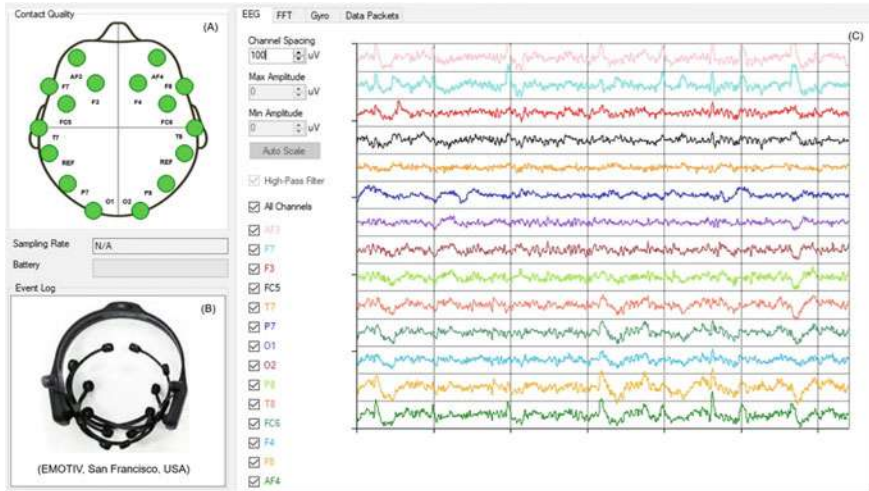 Contact Quality
(A)
AF3
AF4
F7
F8
F3
F4
FC5
FC6
T7
T8
REF
REF
P7
P8
O1
O2
Sampling Rate
N/A
Battery
Event Log
(B)
(EMOTIV, San Francisco, USA)
EEG
FFT
Gyro
Data Packets
Channel Spacing
100
uV
Max Amplitude
0
uV
Min Amplitude
0
uV
Auto Scale
High-Pass Filter
All Channels
AF3
F7
F3
FC5
T7
P7
O1
O2
P8
T8
FC6
F4
F8
AF4
(C)